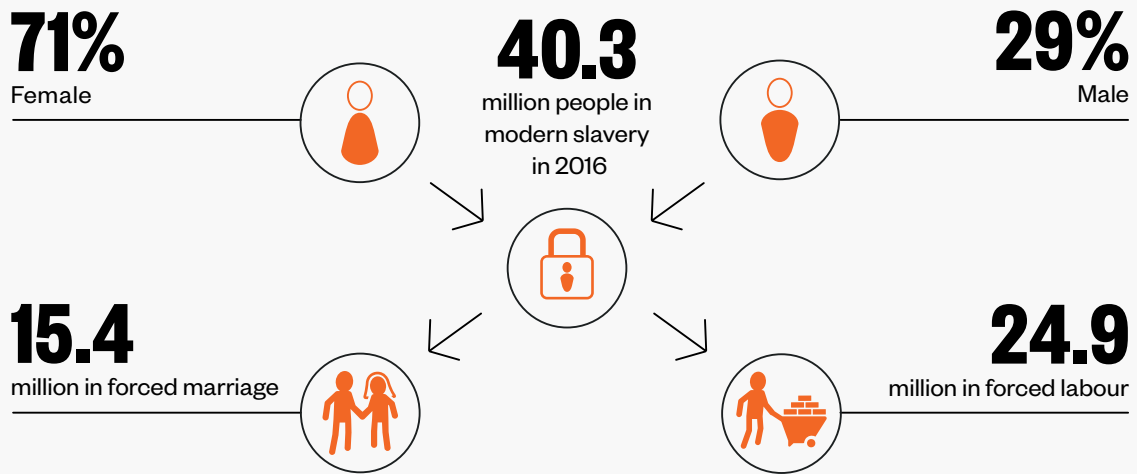 71%
Female
40.3
million people in
modern slavery
in 2016
29%
Male
15.4
million in forced marriage
24.9
million in forced labour